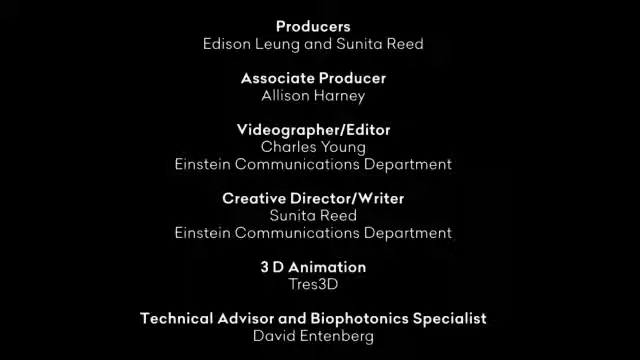 Producers
Edison Leung and Sunita Reed
Associate Producer
Allison Harney
Videographer/Editor
Charles Young
Einstein Communications Department
Creative Director/Writer
Sunita Reed
Einstein Communications Department
3 D Animation
Tres3D
Technical Advisor and Biophotonics Specialist
David Entenberg